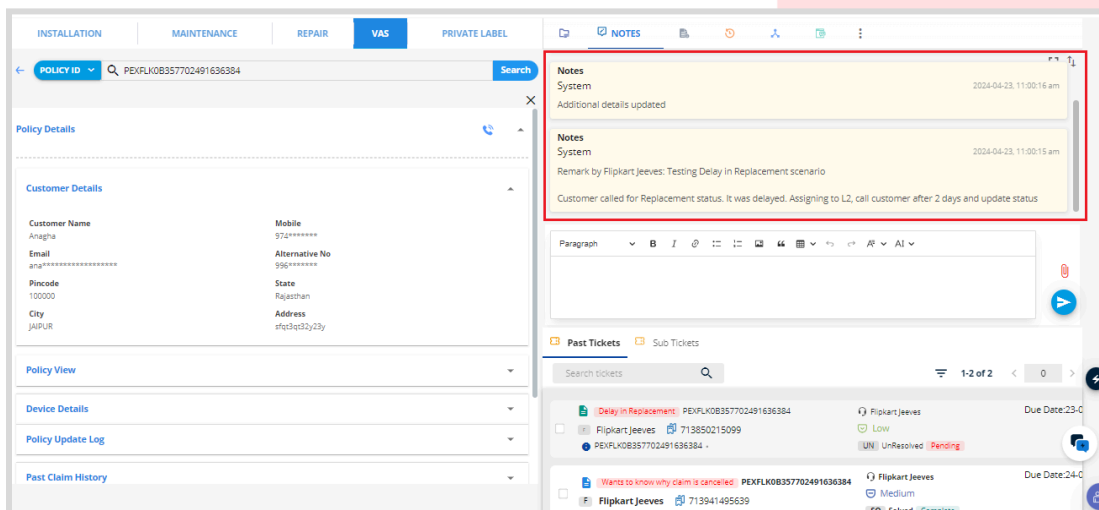 INSTALLATION
MAINTENANCE
REPAIR
VAS
PRIVATE LABEL
POLICY ID
PEXFLK0B357702491636384
Search
Policy Details
Customer Details
Customer Name
Anagha
Mobile
974*******
Email
ana******************
Alternative No
996*******
Pincode
100000
State
Rajasthan
City
JAIPUR
Address
sfqt3qt32y23y
Policy View
Device Details
Policy Update Log
Past Claim History
NOTES
Notes
System
2024-04-23, 11:00:16 am
Additional details updated
Notes
System
2024-04-23, 11:00:15 am
Remark by Flipkart Jeeves: Testing Delay in Replacement scenario
Customer called for Replacement status. It was delayed. Assigning to L2, call customer after 2 days and update status
Paragraph
B I
AI
Past Tickets
Sub Tickets
Search tickets
1-2 of 2
0
Delay in Replacement PEXFLK0B357702491636384
Flipkart Jeeves
Due Date:23-0
F Flipkart Jeeves 713850215099
Low
PEXFLK0B357702491636384 -
UN UnResolved Pending
Wants to know why claim is cancelled PEXFLK0B357702491636384
Flipkart Jeeves
Due Date:24-0
F Flipkart Jeeves 713941495639
Medium
SO Solved Complete